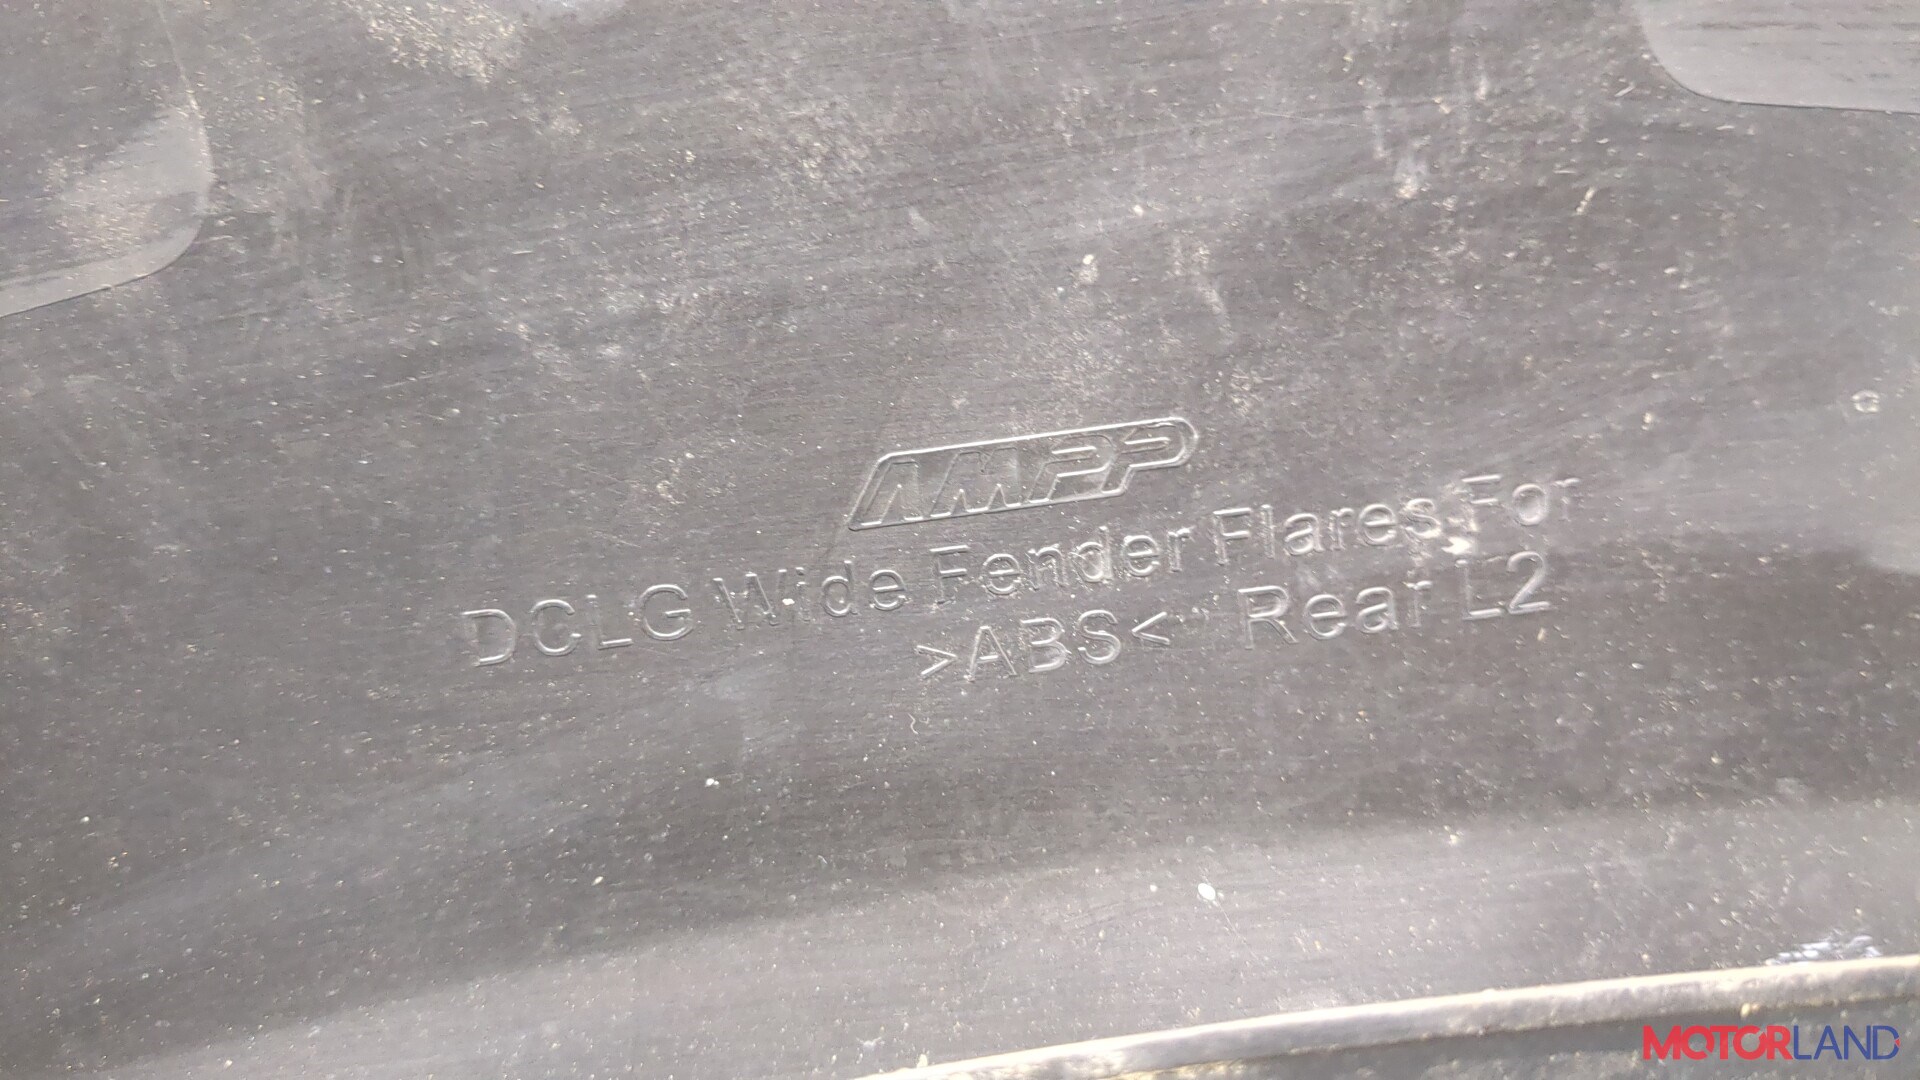 AMPP
DCLG Wide Fender Flares For
>ABS< Rear L2
MOTORLAND